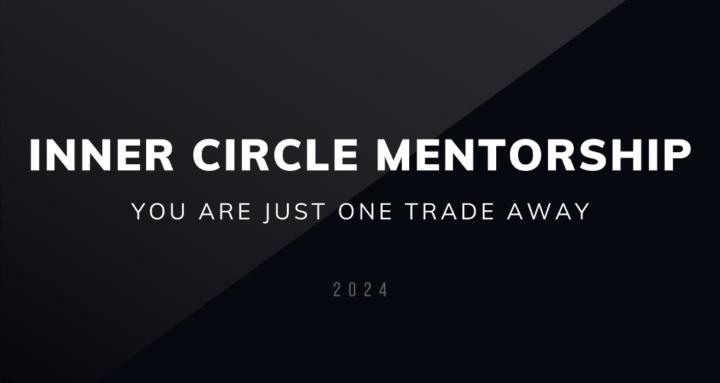 INNER CIRCLE MENTORSHIP
YOU ARE JUST ONE TRADE AWAY
2024